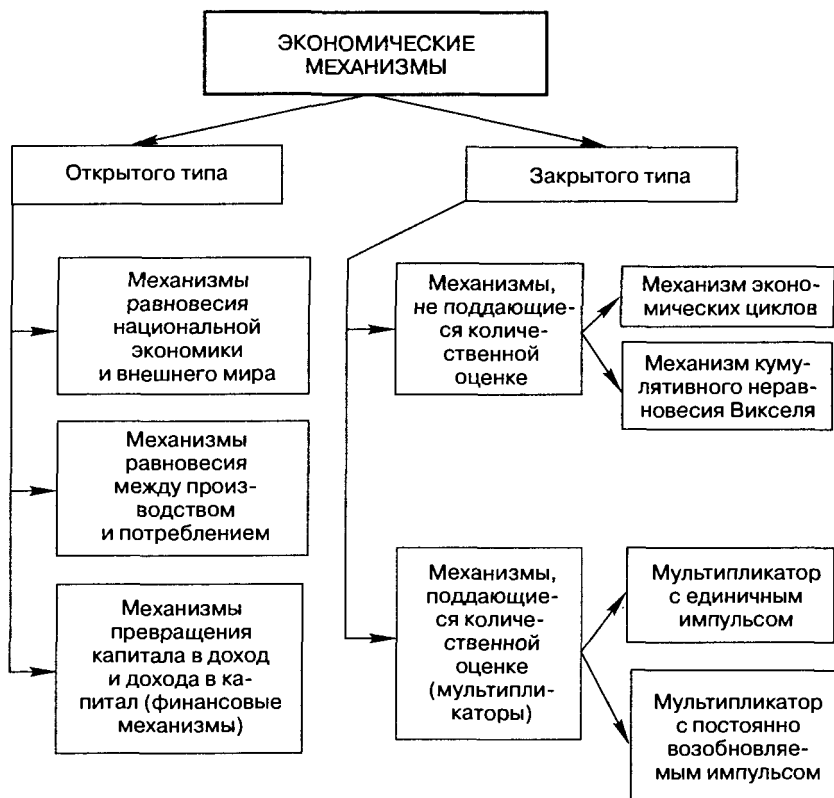 ЭКОНОМИЧЕСКИЕ
МЕХАНИЗМЫ
Открытого типа
Закрытого типа
Механизмы
равновесия
национальной
экономики
и внешнего мира
Механизмы
равновесия
между произ-
водством
и потреблением
Механизмы
превращения
капитала в доход
и дохода в ка-
питал (финансовые
механизмы)
Механизмы,
не поддающие-
ся количе-
ственной
оценке
Механизм эконо-
мических циклов
Механизм куму-
лятивного нерав-
новесия Викселя
Механизмы,
поддающие-
ся количе-
ственной
оценке
(мультипли-
каторы)
Мультипликатор
с единичным
импульсом
Мультипликатор
с постоянно
возобновляе-
мым импульсом